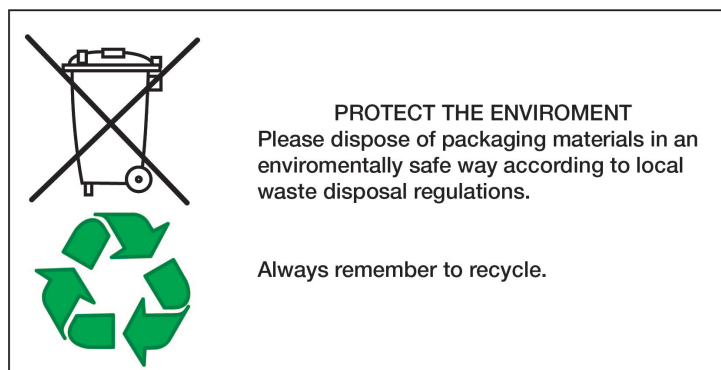 PROTECT THE ENVIROMENT
Please dispose of packaging materials in an
enviromentally safe way according to local
waste disposal regulations.
Always remember to recycle.